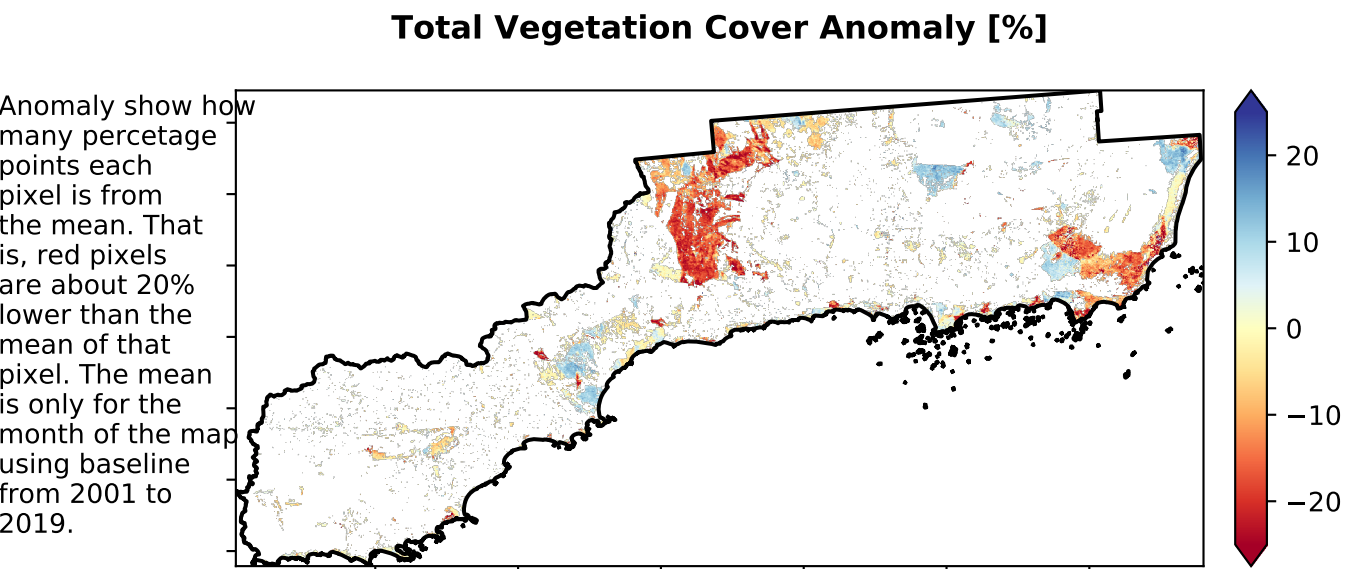 Total Vegetation Cover Anomaly [%]
Anomaly show how
many percetage
points each
pixel is from
the mean. That
is, red pixels
are about 20%
lower than the
mean of that
pixel. The mean
is only for the
month of the map
using baseline
from 2001 to
2019.
20
10
0
−10
−20